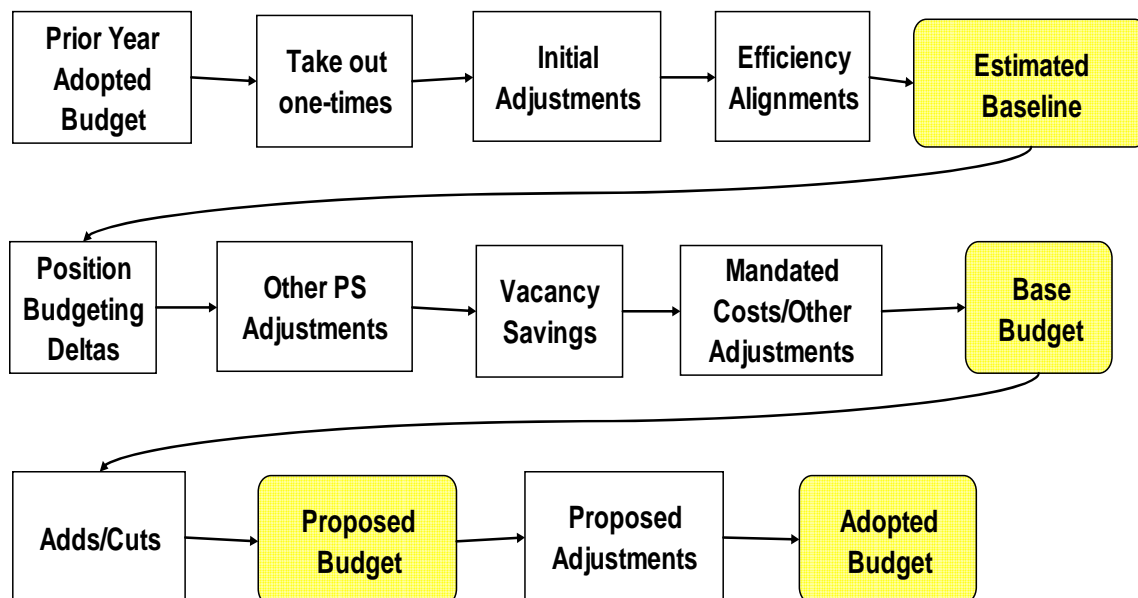 Prior Year
Adopted
Budget
Take out
one-times
Initial
Adjustments
Efficiency
Alignments
Estimated
Baseline
Position
Budgeting
Deltas
Other PS
Adjustments
Vacancy
Savings
Mandated
Costs/Other
Adjustments
Base
Budget
Adds/Cuts
Proposed
Budget
Proposed
Adjustments
Adopted
Budget